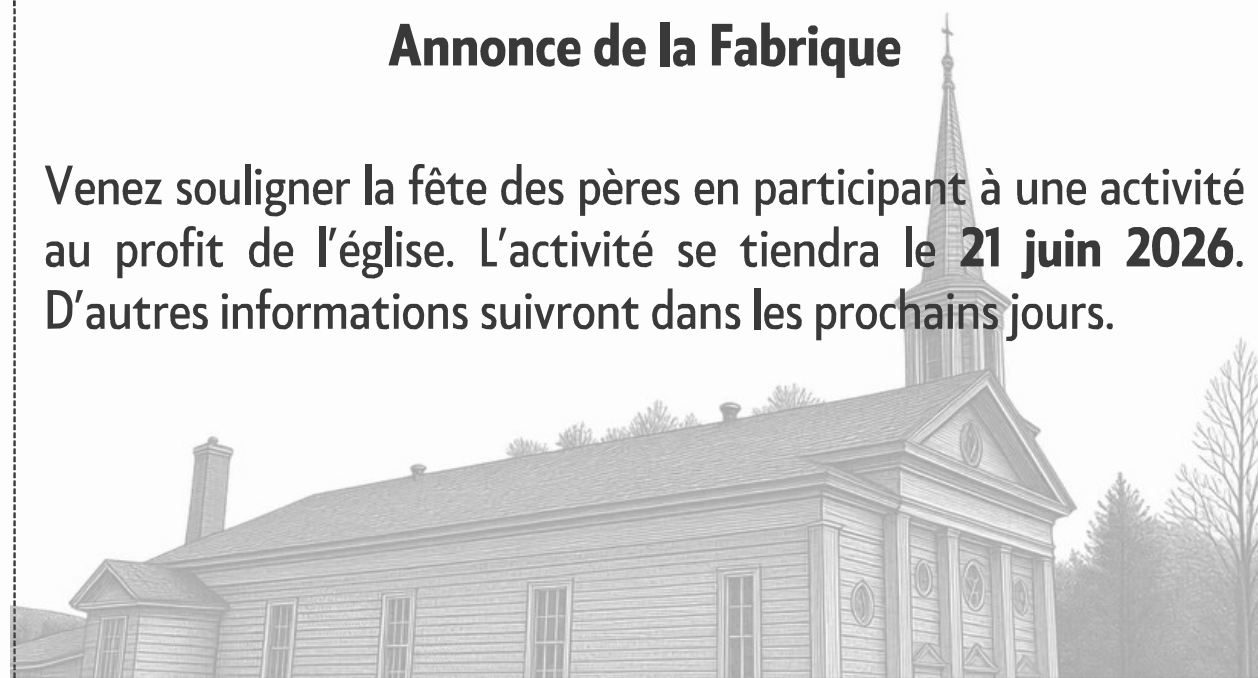 Annonce de la Fabrique
Venez souligner la fête des pères en participant à une activité
au profit de l’église. L’activité se tiendra le 21 juin 2026.
D’autres informations suivront dans les prochains jours.